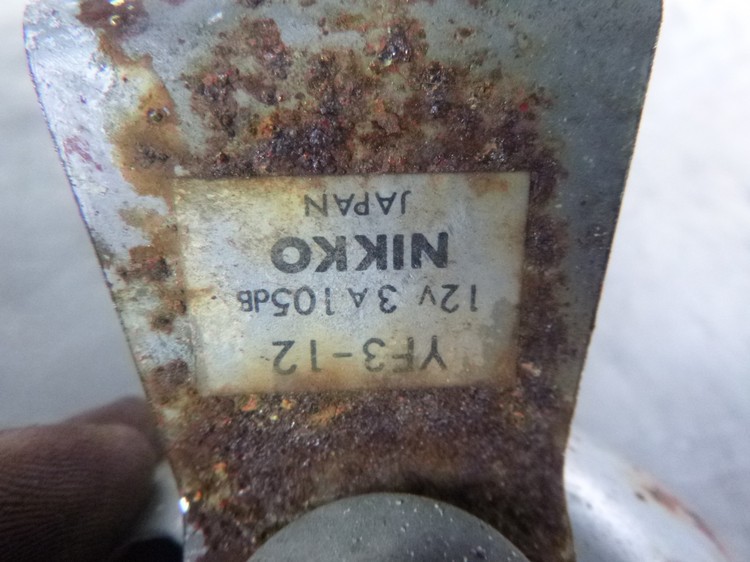 YF3-12
12V 3A 105dB
NIKKO
JAPAN